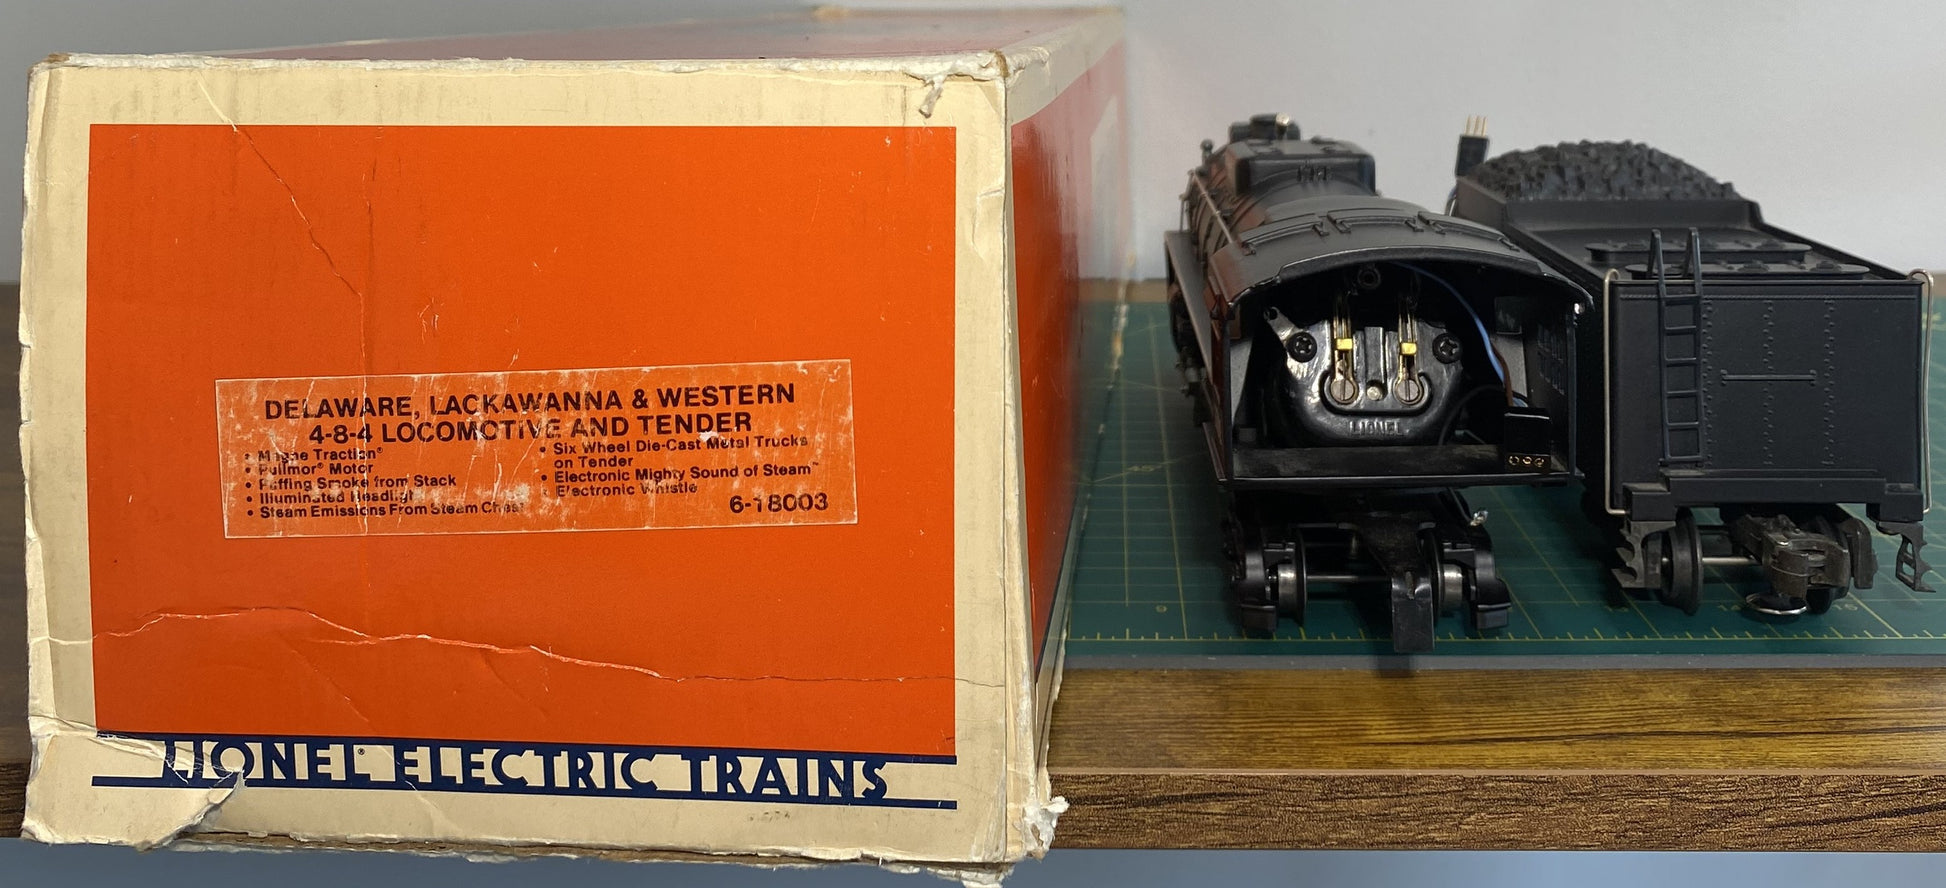 DELAWARE, LACKAWANNA & WESTERN
4-8-4 LOCOMOTIVE AND TENDER
• Magne Traction®
• Pullmor® Motor
• Puffing Smoke from Stack
• Illuminated Headlight
• Steam Emissions From Steam Chest
• Six Wheel Die-Cast Metal Trucks
on Tender
• Electronic Mighty Sound of Steam™
• Electronic Whistle
6-18003
LIONEL® ELECTRIC TRAINS
LIONEL
9
15